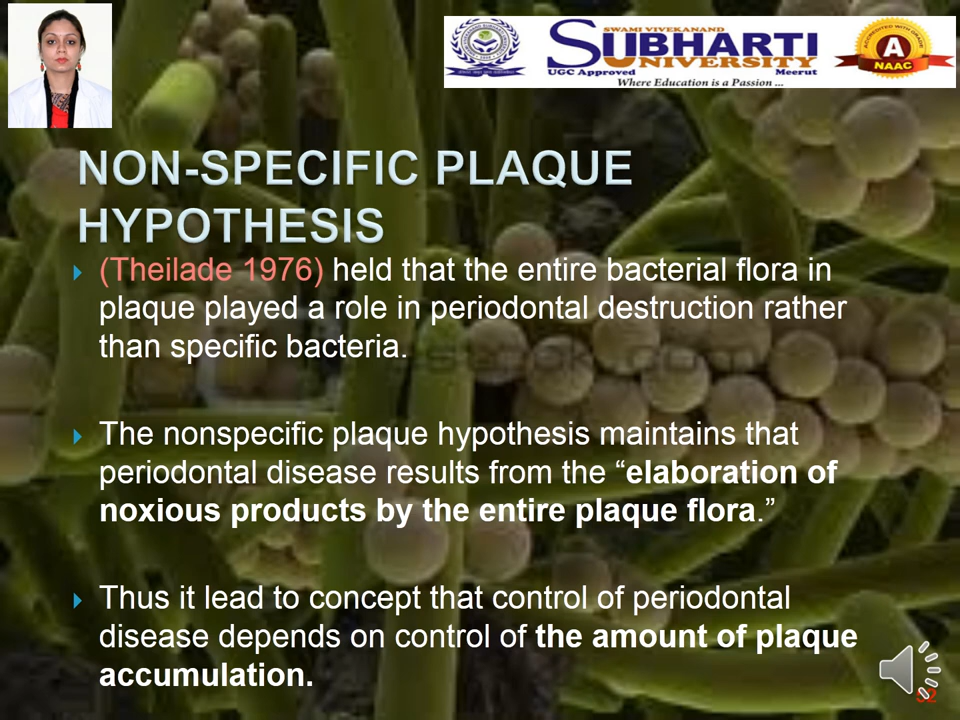 SWAMI VIVEKANAND
SUBHARTI
UNIVERSITY
UGC Approved
Meerut
Where Education is a Passion ...
ACCREDITED WITH GRADE
A
NAAC
NON-SPECIFIC PLAQUE
HYPOTHESIS
(Theilade 1976) held that the entire bacterial flora in
plaque played a role in periodontal destruction rather
than specific bacteria.
The nonspecific plaque hypothesis maintains that
periodontal disease results from the “elaboration of
noxious products by the entire plaque flora.”
Thus it lead to concept that control of periodontal
disease depends on control of the amount of plaque
accumulation.